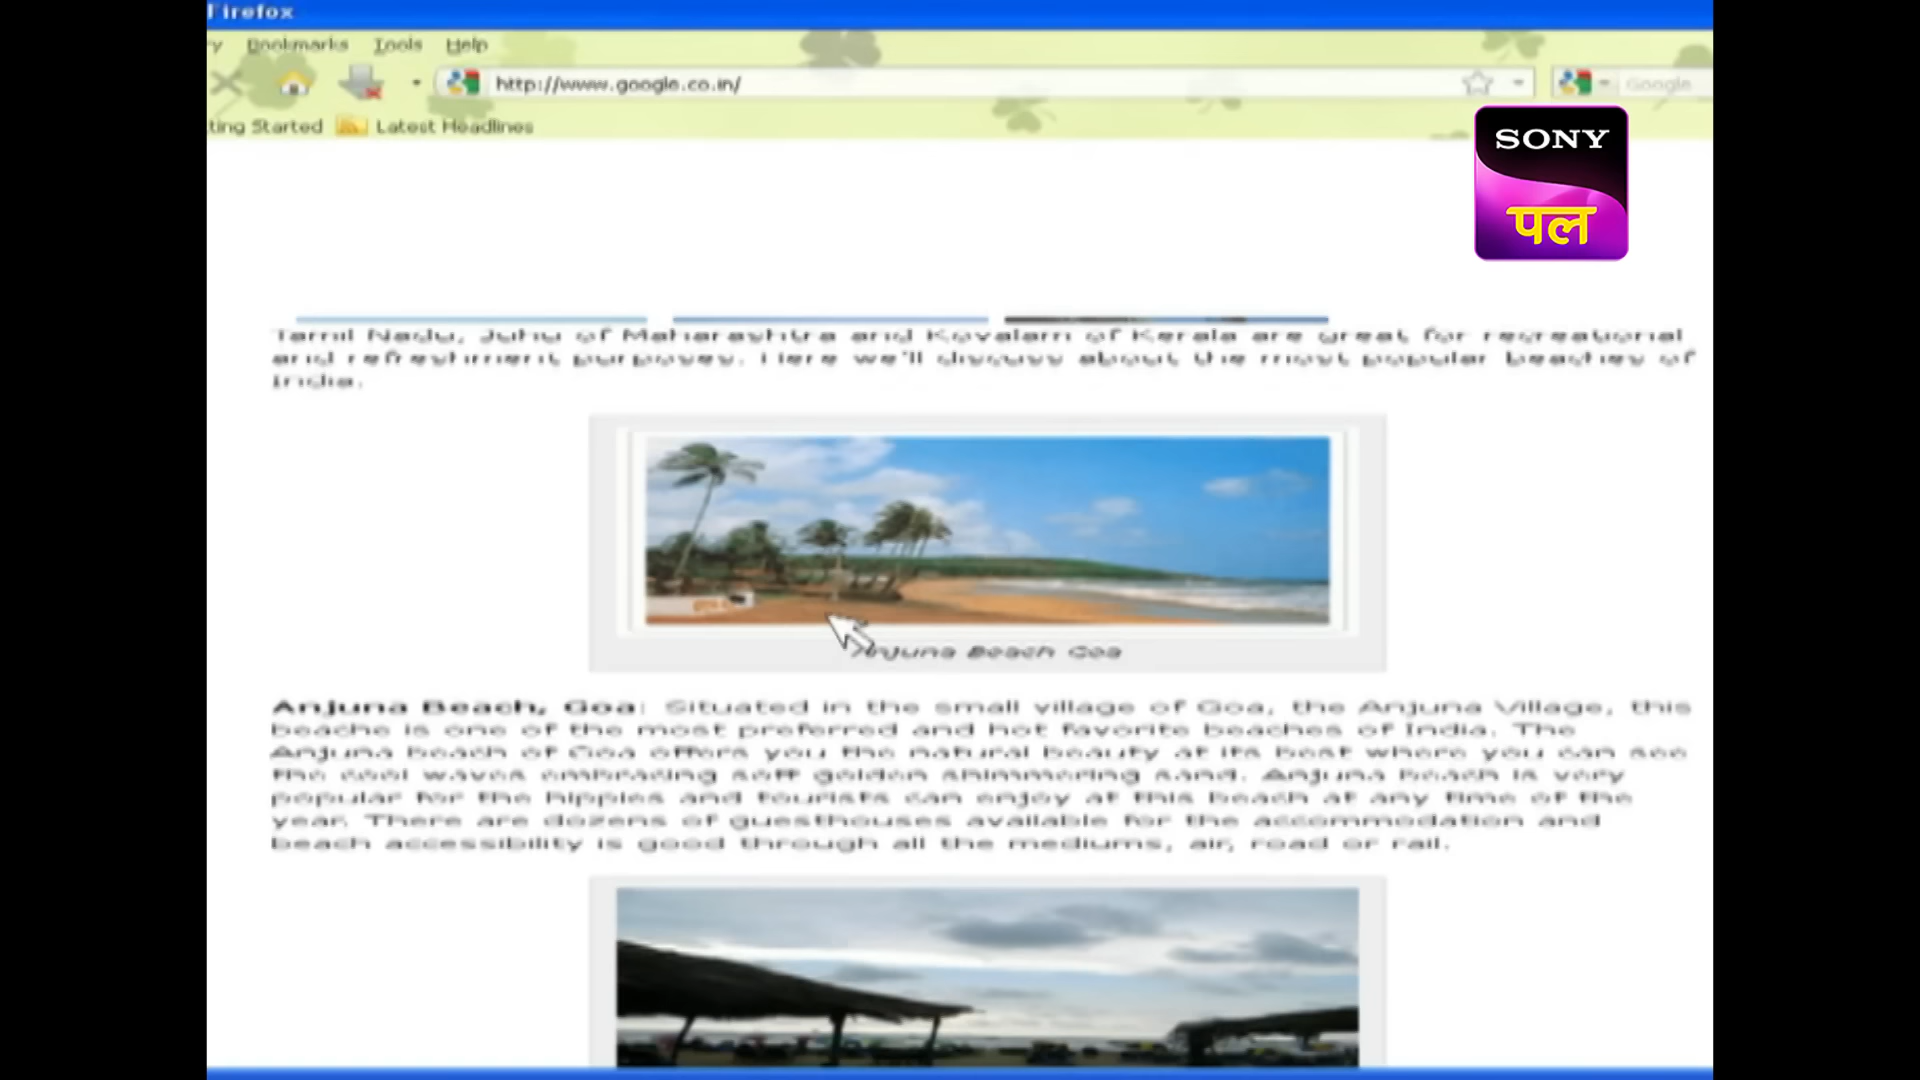 Firefox
Bookmarks Tools Help
http://www.google.co.in/
Google
ting Started Latest Headlines
SONY
पल
Tamil Nadu, Juhu of Maharashtra and Kovalam of Kerala are great for recreational
and refreshment purposes. Here we'll discuss about the most popular beaches of
India.
Anjuna Beach Goa
Anjuna Beach, Goa: Situated in the small village of Goa, the Anjuna Village, this
beache is one of the most preferred and hot favorite beaches of India. The
Anjuna beach of Goa offers you the natural beauty at its best where you can see
the cool waves embracing soft golden shimmering sand. Anjuna beach is very
popular for the hippies and tourists can enjoy at this beach at any time of the
year. There are dozens of guesthouses available for the accommodation and
beach accessibility is good through all the mediums, air, road or rail.